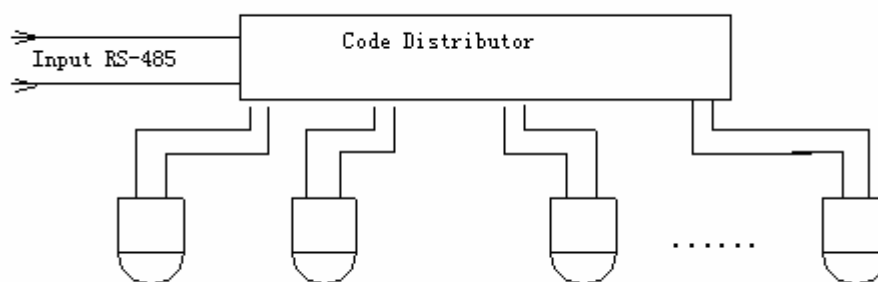 Code Distributor
Input RS-485
......